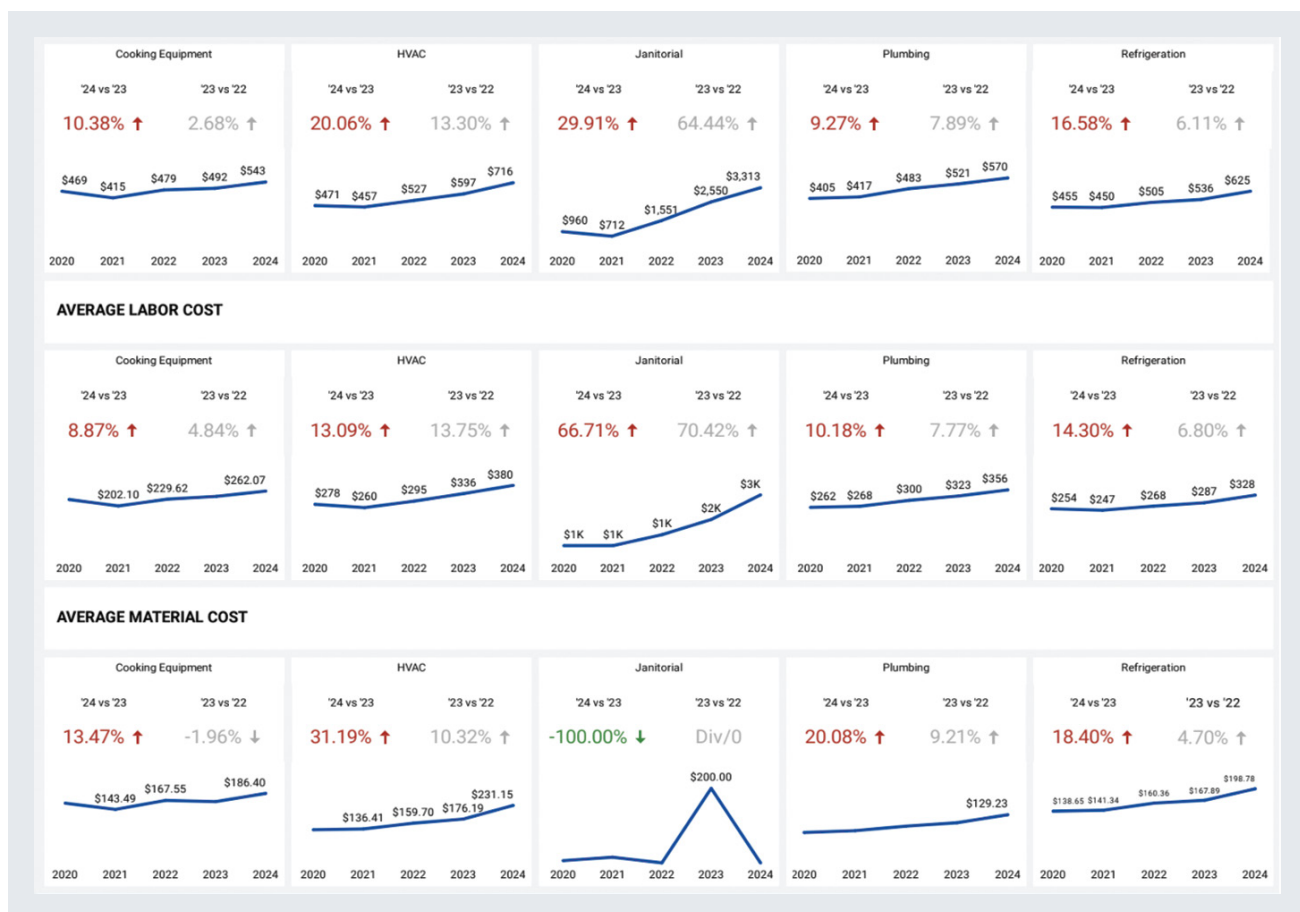 Cooking Equipment
'24 vs '23 '23 vs '22
10.38% ↑ 2.68% ↑
$469 $415 $479 $492 $543
2020 2021 2022 2023 2024
HVAC
'24 vs '23 '23 vs '22
20.06% ↑ 13.30% ↑
$471 $457 $527 $597 $716
2020 2021 2022 2023 2024
Janitorial
'24 vs '23 '23 vs '22
29.91% ↑ 64.44% ↑
$960 $712 $1,551 $2,550 $3,313
2020 2021 2022 2023 2024
Plumbing
'24 vs '23 '23 vs '22
9.27% ↑ 7.89% ↑
$405 $417 $483 $521 $570
2020 2021 2022 2023 2024
Refrigeration
'24 vs '23 '23 vs '22
16.58% ↑ 6.11% ↑
$455 $450 $505 $536 $625
2020 2021 2022 2023 2024
AVERAGE LABOR COST
Cooking Equipment
'24 vs '23 '23 vs '22
8.87% ↑ 4.84% ↑
$202.10 $229.62 $262.07
2020 2021 2022 2023 2024
HVAC
'24 vs '23 '23 vs '22
13.09% ↑ 13.75% ↑
$278 $260 $295 $336 $380
2020 2021 2022 2023 2024
Janitorial
'24 vs '23 '23 vs '22
66.71% ↑ 70.42% ↑
$1K $1K $1K $2K $3K
2020 2021 2022 2023 2024
Plumbing
'24 vs '23 '23 vs '22
10.18% ↑ 7.77% ↑
$262 $268 $300 $323 $356
2020 2021 2022 2023 2024
Refrigeration
'24 vs '23 '23 vs '22
14.30% ↑ 6.80% ↑
$254 $247 $268 $287 $328
2020 2021 2022 2023 2024
AVERAGE MATERIAL COST
Cooking Equipment
'24 vs '23 '23 vs '22
13.47% ↑ -1.96% ↓
$143.49 $167.55 $186.40
2020 2021 2022 2023 2024
HVAC
'24 vs '23 '23 vs '22
31.19% ↑ 10.32% ↑
$136.41 $159.70 $176.19 $231.15
2020 2021 2022 2023 2024
Janitorial
'24 vs '23 '23 vs '22
-100.00% ↓ Div/0
$200.00
2020 2021 2022 2023 2024
Plumbing
'24 vs '23 '23 vs '22
20.08% ↑ 9.21% ↑
$129.23
2020 2021 2022 2023 2024
Refrigeration
'24 vs '23 '23 vs '22
18.40% ↑ 4.70% ↑
$138.65 $141.34 $160.36 $167.89 $198.78
2020 2021 2022 2023 2024